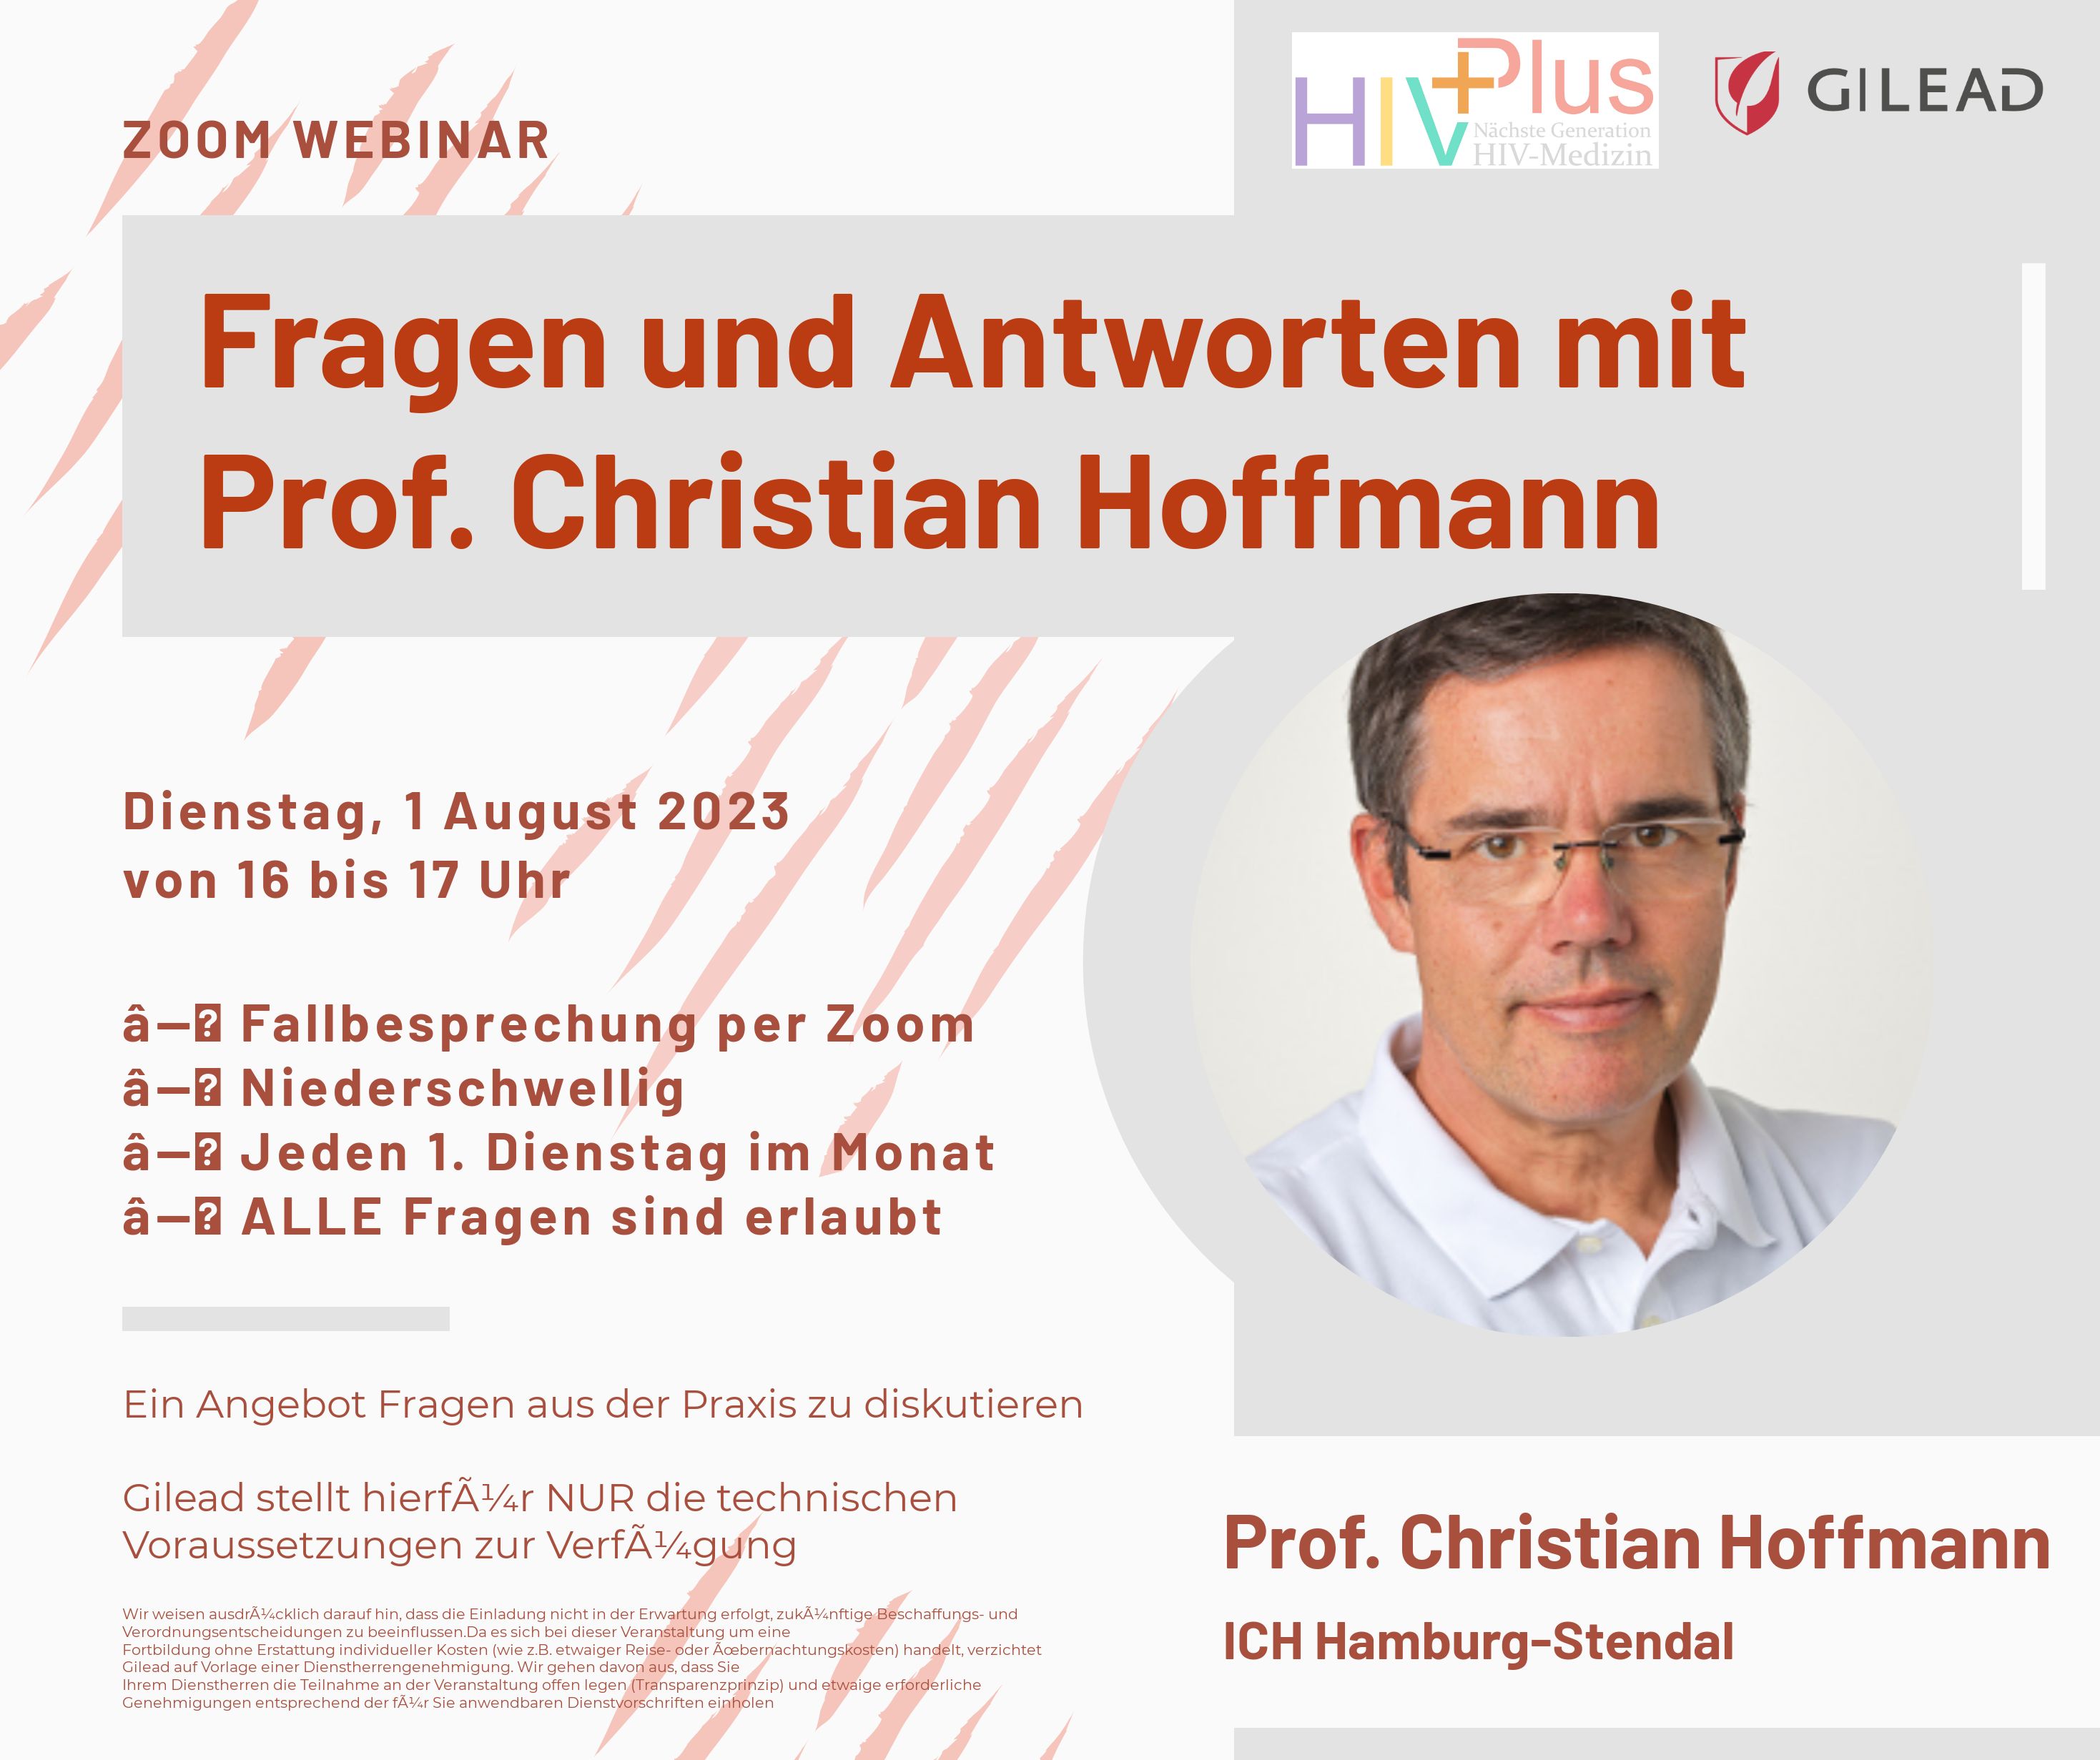 ZOOM WEBINAR
HIV+Plus
Nächste Generation
HIV-Medizin
GILEAD
Fragen und Antworten mit
Prof. Christian Hoffmann
Dienstag, 1 August 2023
von 16 bis 17 Uhr
â—� Fallbesprechung per Zoom
â—� Niederschwellig
â—� Jeden 1. Dienstag im Monat
â—� ALLE Fragen sind erlaubt
Ein Angebot Fragen aus der Praxis zu diskutieren
Gilead stellt hierfÃ¼r NUR die technischen
Voraussetzungen zur VerfÃ¼gung
Wir weisen ausdrÃ¼cklich darauf hin, dass die Einladung nicht in der Erwartung erfolgt, zukÃ¼nftige Beschaffungs- und
Verordnungsentscheidungen zu beeinflussen.Da es sich bei dieser Veranstaltung um eine
Fortbildung ohne Erstattung individueller Kosten (wie z.B. etwaiger Reise- oder Ãœbernachtungskosten) handelt, verzichtet
Gilead auf Vorlage einer Dienstherrengenehmigung. Wir gehen davon aus, dass Sie
Ihrem Dienstherren die Teilnahme an der Veranstaltung offen legen (Transparenzprinzip) und etwaige erforderliche
Genehmigungen entsprechend der fÃ¼r Sie anwendbaren Dienstvorschriften einholen
Prof. Christian Hoffmann
ICH Hamburg-Stendal